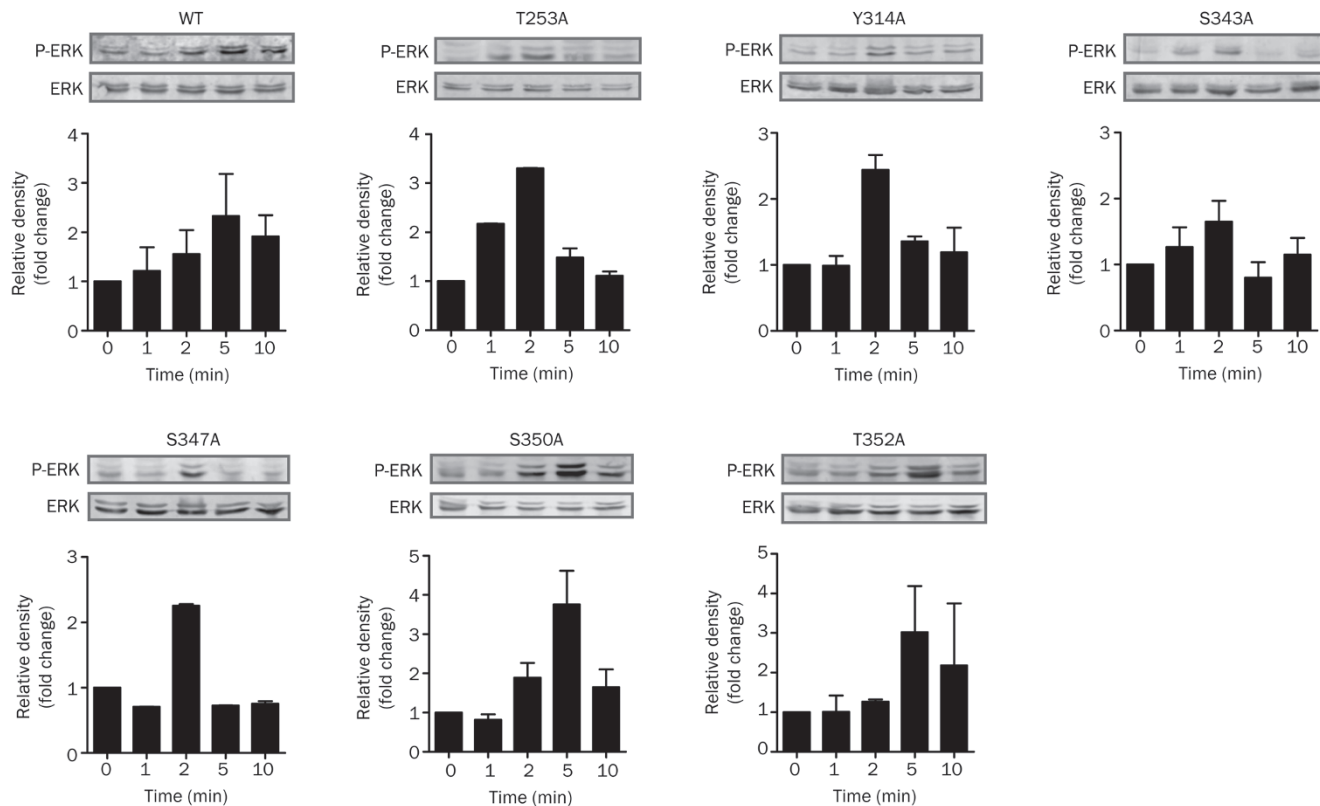 WT
P-ERK
ERK
Relative density
(fold change)
4
3
2
1
0
0 1 2 5 10
Time (min)
T253A
P-ERK
ERK
Relative density
(fold change)
4
3
2
1
0
0 1 2 5 10
Time (min)
Y314A
P-ERK
ERK
Relative density
(fold change)
3
2
1
0
0 1 2 5 10
Time (min)
S343A
P-ERK
ERK
Relative density
(fold change)
3
2
1
0
0 1 2 5 10
Time (min)
S347A
P-ERK
ERK
Relative density
(fold change)
3
2
1
0
0 1 2 5 10
Time (min)
S350A
P-ERK
ERK
Relative density
(fold change)
5
4
3
2
1
0
0 1 2 5 10
Time (min)
T352A
P-ERK
ERK
Relative density
(fold change)
5
4
3
2
1
0
0 1 2 5 10
Time (min)